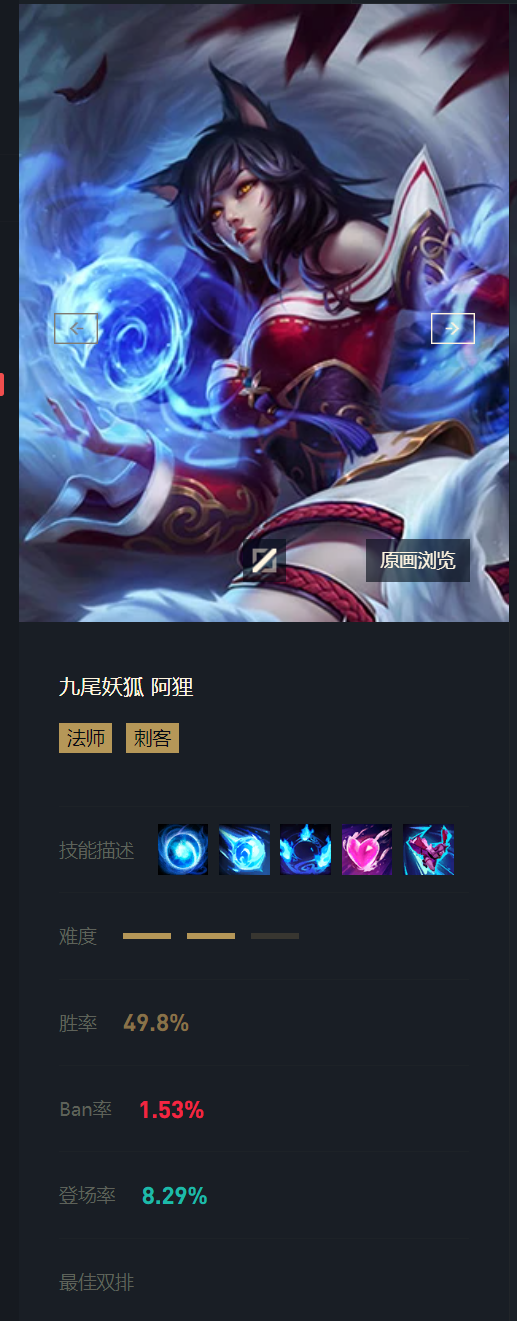 原画浏览
九尾妖狐 阿狸
法师 刺客
技能描述
难度
胜率 49.8%
Ban率 1.53%
登场率 8.29%
最佳双排